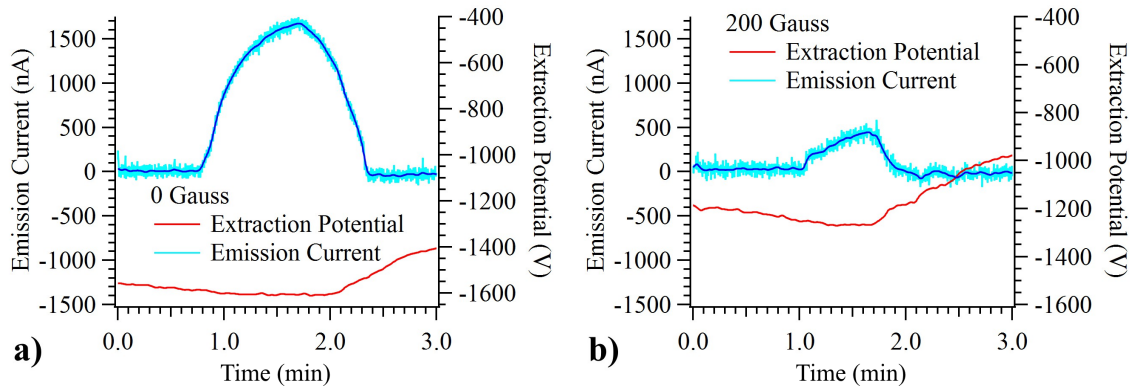 Emission Current (nA)
1500
1000
500
0
-500
-1000
-1500
0 Gauss
Extraction Potential
Emission Current
-400
-600
-800
-1000
-1200
-1400
-1600
Extraction Potential (V)
0.0 1.0 2.0 3.0
Time (min)
a)
Emission Current (nA)
1500
1000
500
0
-500
-1000
-1500
200 Gauss
Extraction Potential
Emission Current
-400
-600
-800
-1000
-1200
-1400
-1600
Extraction Potential (V)
0.0 1.0 2.0 3.0
Time (min)
b)